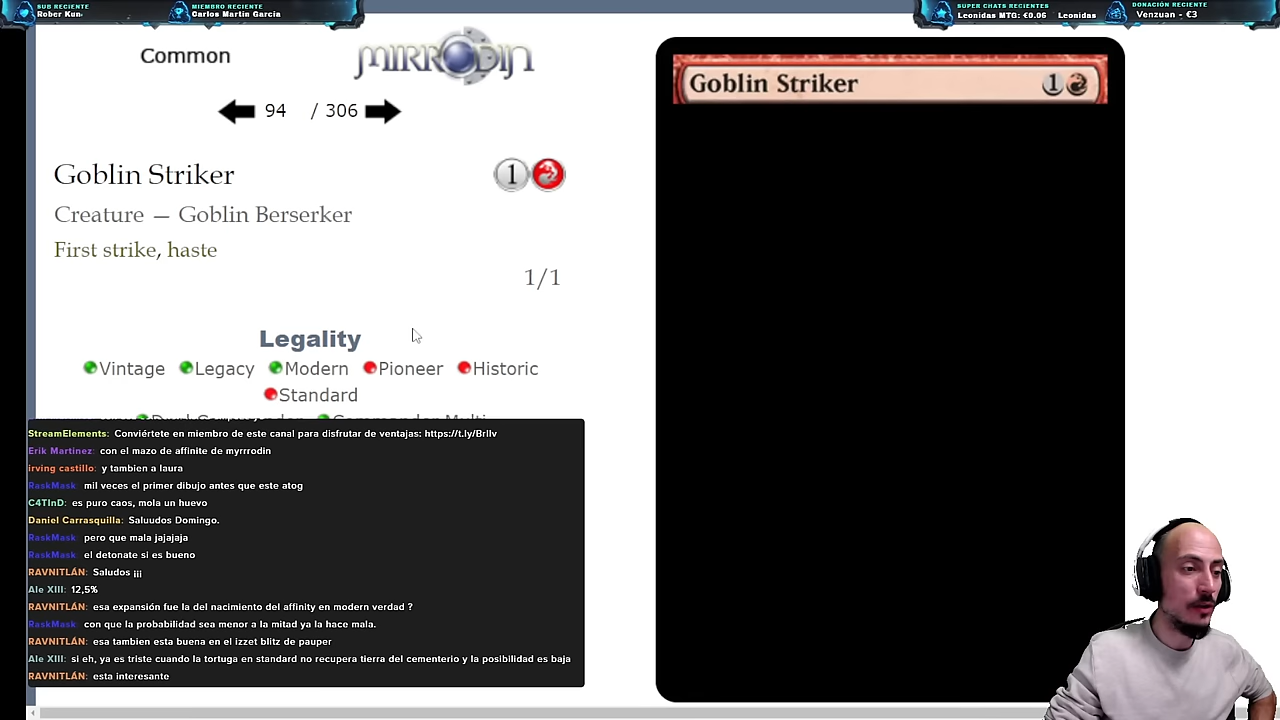 SUB RECIENTE
Rober Kun-
MIEMBRO RECIENTE
Carlos Martin Garcia
SUPER CHATS RECIENTES
Leonidas MTG: €0.06 Leonidas
DONACIÓN RECIENTE
Venzuan - €3
Common
MIRRODIN
94 / 306
Goblin Striker
1
Creature — Goblin Berserker
First strike, haste
1/1
Legality
Vintage Legacy Modern Pioneer Historic
Standard
StreamElements: Conviértete en miembro de este canal para disfrutar de ventajas: https://t.ly/BrIIv
Erik Martinez: con el mazo de affinite de myrrrodin
irving castillo: y tambien a laura
RaskMask: mil veces el primer dibujo antes que este atog
C4TInD: es puro caos, mola un huevo
Daniel Carrasquilla: Saluudos Domingo.
RaskMask: pero que mala jajajaja
RaskMask: el detonate si es bueno
RAVNITLÁN: Saludos ¡¡¡
Ale XIII: 12,5%
RAVNITLÁN: esa expansión fue la del nacimiento del affinity en modern verdad ?
RaskMask: con que la probabilidad sea menor a la mitad ya la hace mala.
RAVNITLÁN: esa tambien esta buena en el izzet blitz de pauper
Ale XIII: si eh, ya es triste cuando la tortuga en standard no recupera tierra del cementerio y la posibilidad es baja
RAVNITLÁN: esta interesante
Goblin Striker 1